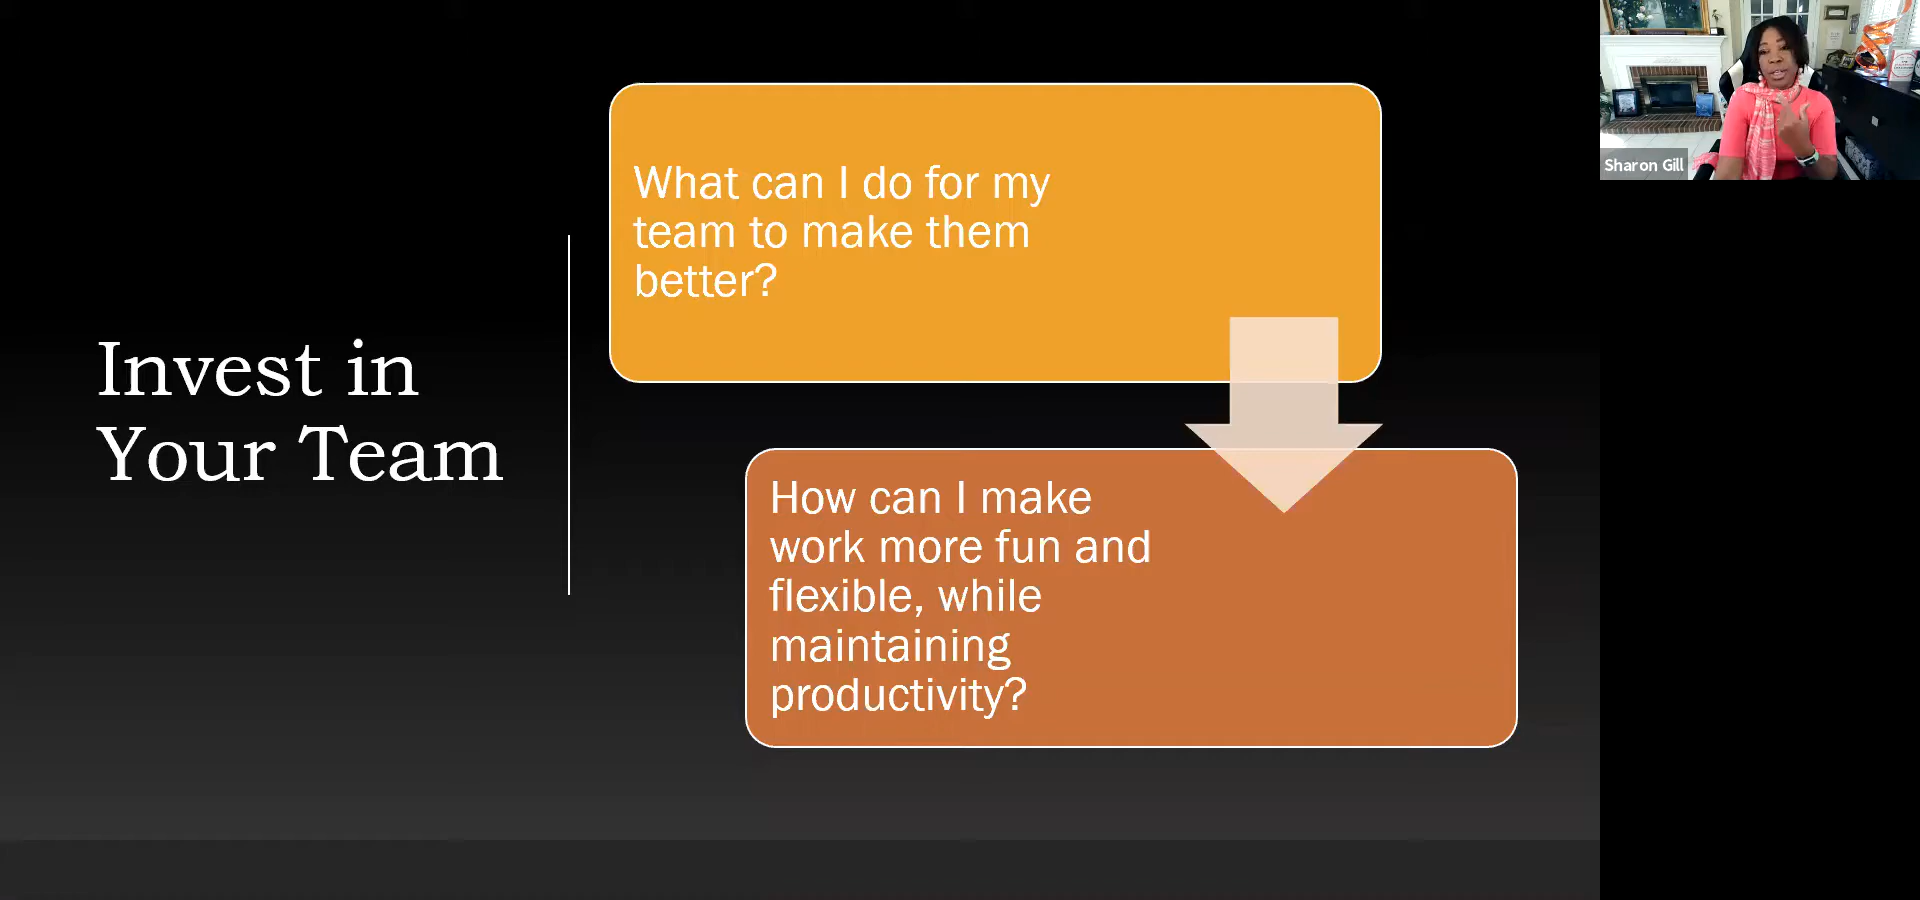 Invest in
Your Team
What can I do for my
team to make them
better?
How can I make
work more fun and
flexible, while
maintaining
productivity?
Sharon Gill